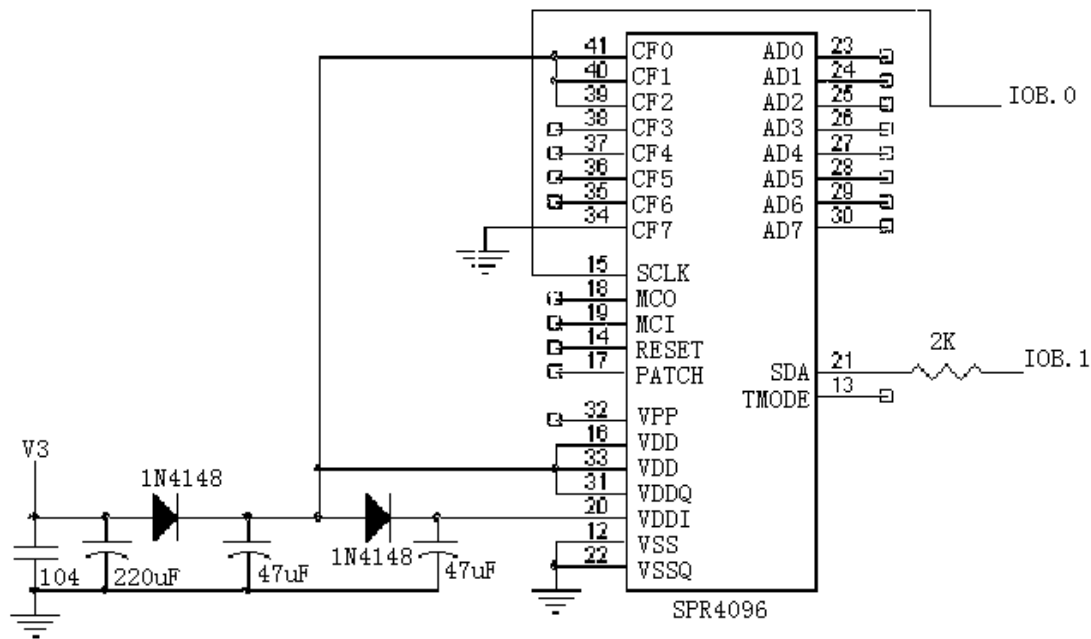 41 CF0 AD0 23
40 CF1 AD1 24
39 CF2 AD2 25
IOB.0
38 CF3 AD3 26
37 CF4 AD4 27
36 CF5 AD5 28
35 CF6 AD6 29
34 CF7 AD7 30
15 SCLK
18 MCO
19 MCI
14 RESET
17 PATCH
SDA 21 2K IOB.1
TMODE 13
32 VPP
16 VDD
33 VDD
31 VDDQ
20 VDDI
12 VSS
22 VSSQ
V3
1N4148
1N4148
104 220uF 47uF 47uF
SPR4096